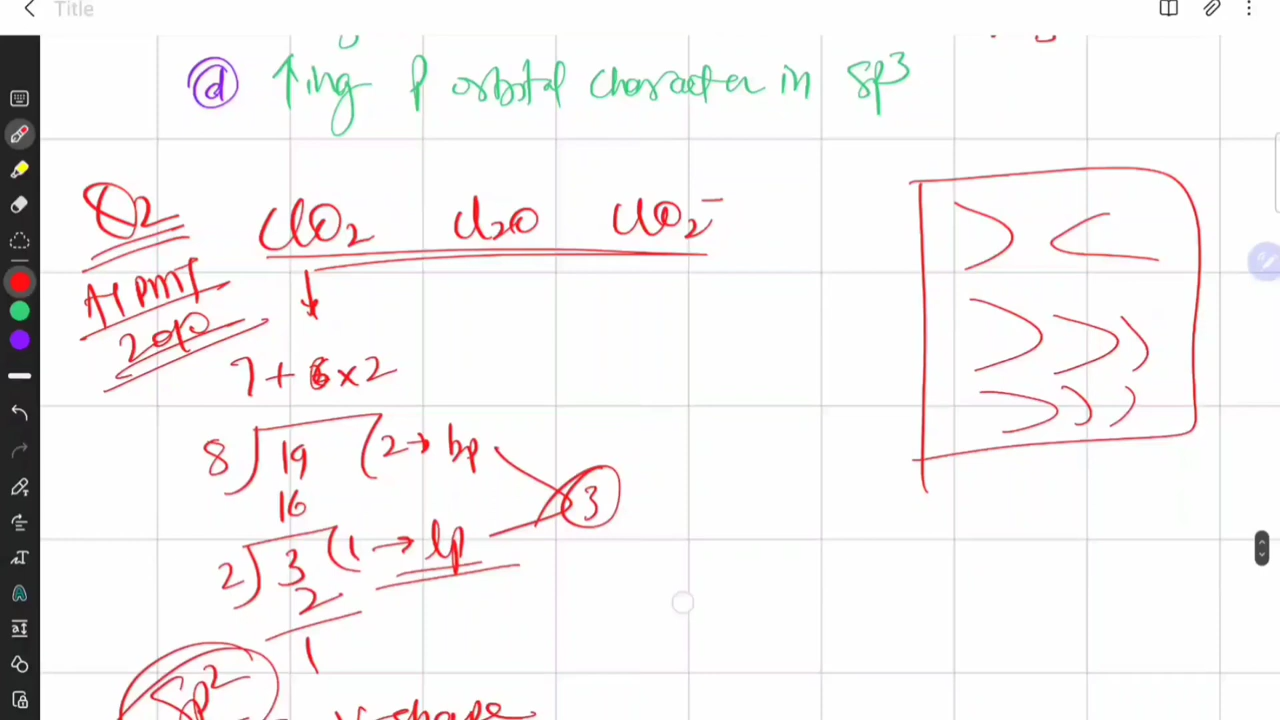 Title
d ↑ing P orbital character in SP³
Q2 ClO₂ Cl₂O ClO₂⁻
AIPMT
2010
7+6×2
8)19(2→bp
16
3
2)3(1→lp
2
1
SP²
V-shape